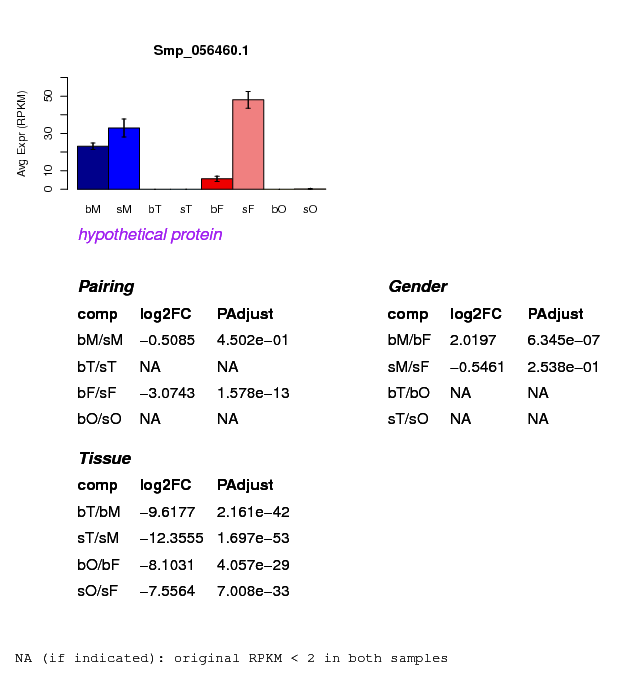 Smp_056460.1
Avg Expr (RPKM)
50
30
10
0
bM sM bT sT bF sF bO sO
hypothetical protein
Pairing
comp log2FC PAdjust
bM/sM −0.5085 4.502e−01
bT/sT NA NA
bF/sF −3.0743 1.578e−13
bO/sO NA NA
Gender
comp log2FC PAdjust
bM/bF 2.0197 6.345e−07
sM/sF −0.5461 2.538e−01
bT/bO NA NA
sT/sO NA NA
Tissue
comp log2FC PAdjust
bT/bM −9.6177 2.161e−42
sT/sM −12.3555 1.697e−53
bO/bF −8.1031 4.057e−29
sO/sF −7.5564 7.008e−33
NA (if indicated): original RPKM < 2 in both samples